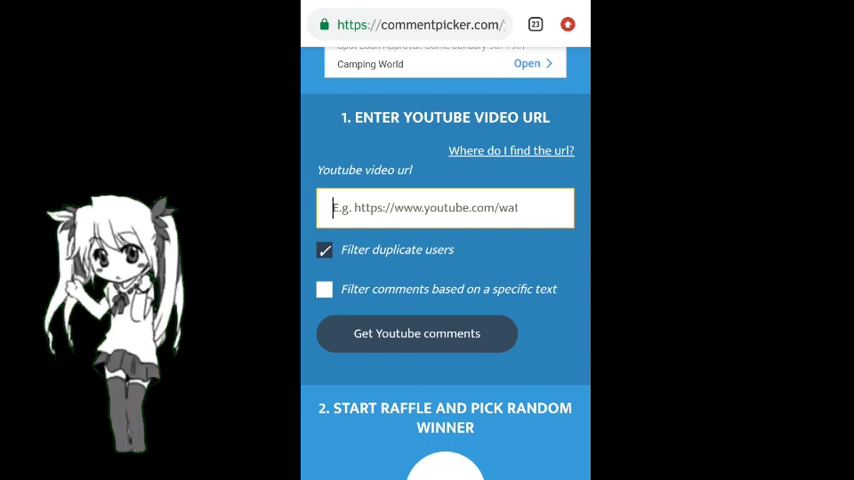 https://commentpicker.com/
23
Camping World
Open
1. ENTER YOUTUBE VIDEO URL
Where do I find the url?
Youtube video url
E.g. https://www.youtube.com/wat
Filter duplicate users
Filter comments based on a specific text
Get Youtube comments
2. START RAFFLE AND PICK RANDOM
WINNER